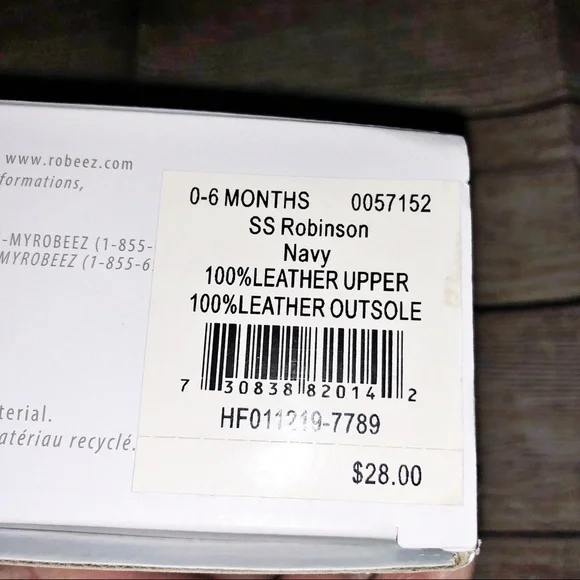 www.robeez.com
formations,
-MYROBEEZ (1-855-
MYROBEEZ (1-855-6
terial.
atériau recyclé.
0-6 MONTHS 0057152
SS Robinson
Navy
100%LEATHER UPPER
100%LEATHER OUTSOLE
7 30838 82014 2
HF011219-7789
$28.00